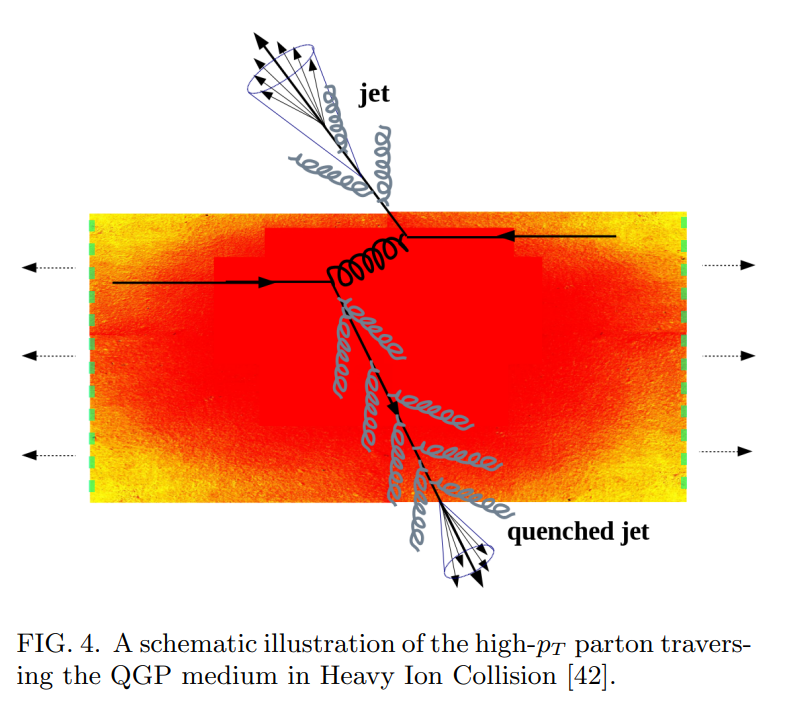 jet
quenched jet
FIG. 4. A schematic illustration of the high-p_T parton travers-
ing the QGP medium in Heavy Ion Collision [42].